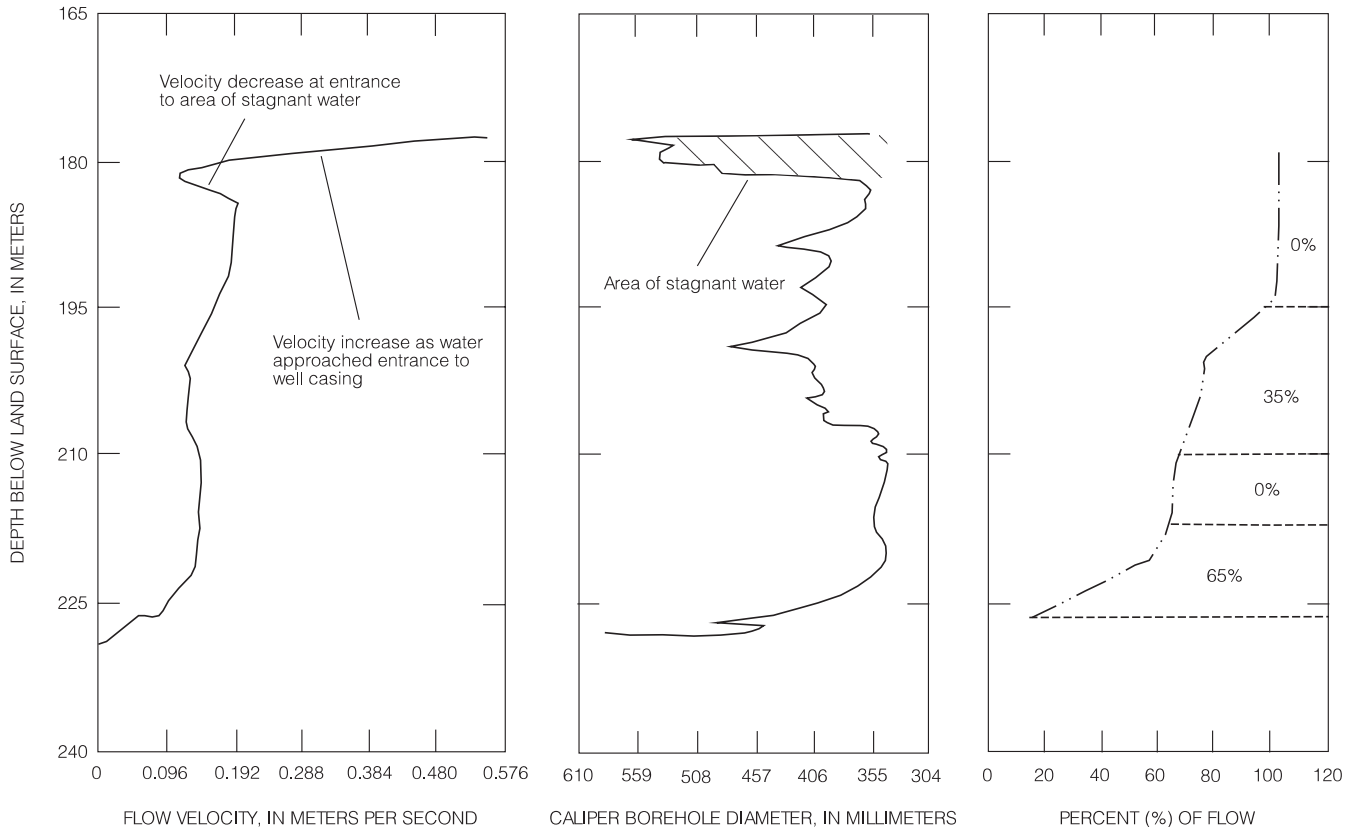 DEPTH BELOW LAND SURFACE, IN METERS
165
180
195
210
225
240
Velocity decrease at entrance
to area of stagnant water
Velocity increase as water
approached entrance to
well casing
0 0.096 0.192 0.288 0.384 0.480 0.576
FLOW VELOCITY, IN METERS PER SECOND
Area of stagnant water
610 559 508 457 406 355 304
CALIPER BOREHOLE DIAMETER, IN MILLIMETERS
0%
35%
0%
65%
0 20 40 60 80 100 120
PERCENT (%) OF FLOW